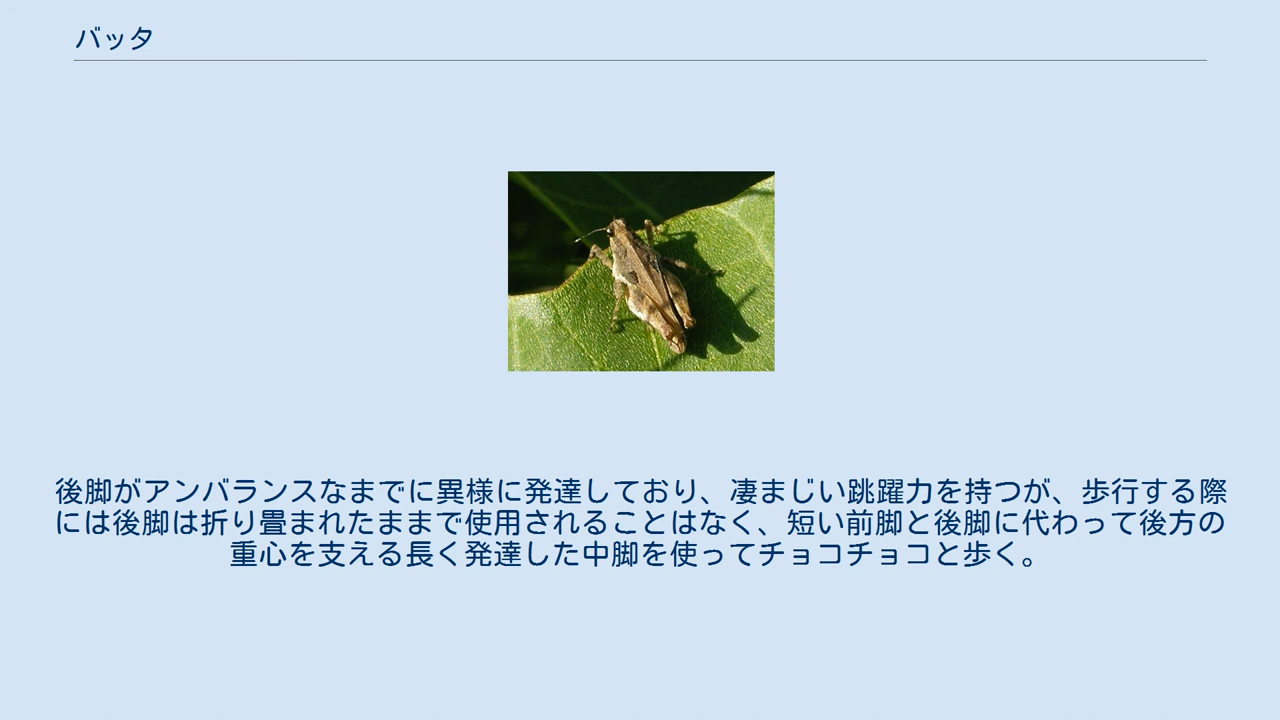 バッタ
後脚がアンバランスなまでに異様に発達しており、凄まじい跳躍力を持つが、歩行する際
には後脚は折り畳まれたままで使用されることはなく、短い前脚と後脚に代わって後方の
重心を支える長く発達した中脚を使ってチョコチョコと歩く。